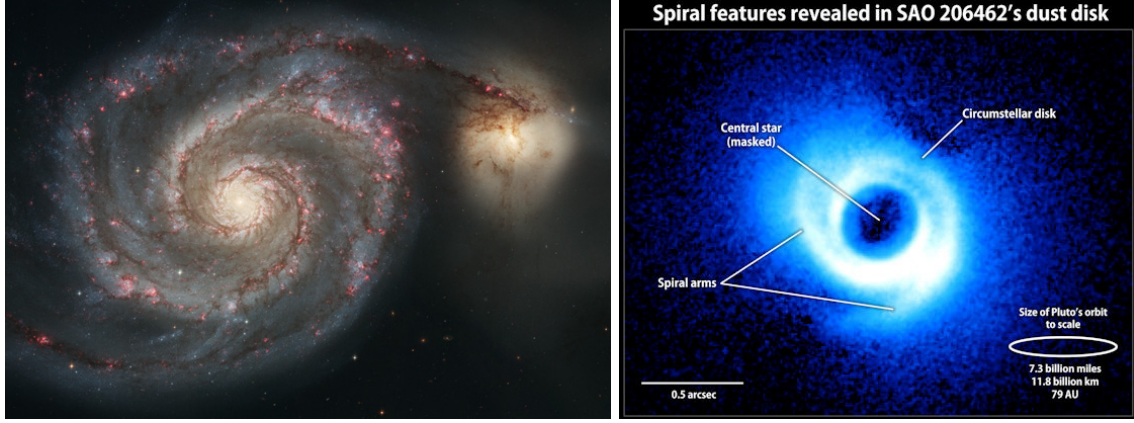 Spiral features revealed in SAO 206462's dust disk
Circumstellar disk
Central star
(masked)
Spiral arms
Size of Pluto's orbit
to scale
7.3 billion miles
11.8 billion km
79 AU
0.5 arcsec